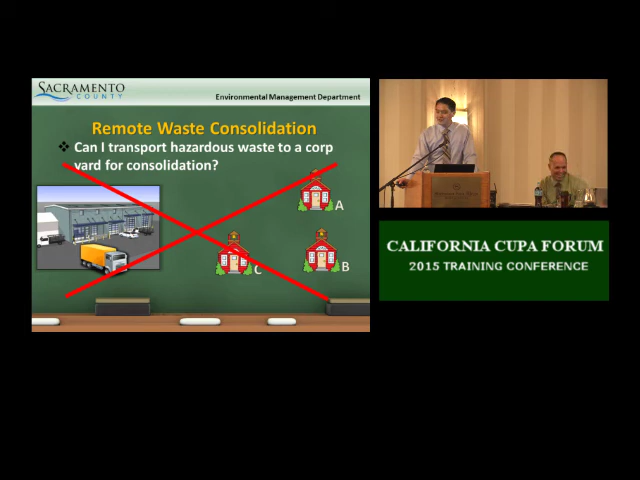 SACRAMENTO
COUNTY
Environmental Management Department
Remote Waste Consolidation
❖ Can I transport hazardous waste to a corp
yard for consolidation?
A
C
B
CALIFORNIA CUPA FORUM
2015 TRAINING CONFERENCE